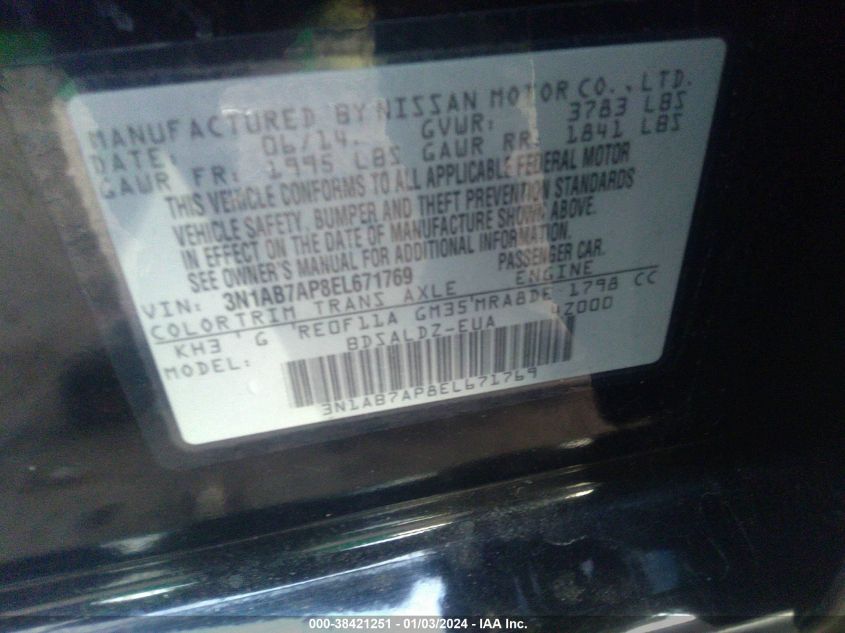 MANUFACTURED BY NISSAN MOTOR CO., LTD.
DATE: 06/14 GVWR: 3783 LBS
GAWR FR: 1995 LBS GAWR RR: 1841 LBS
THIS VEHICLE CONFORMS TO ALL APPLICABLE FEDERAL MOTOR
VEHICLE SAFETY, BUMPER AND THEFT PREVENTION STANDARDS
IN EFFECT ON THE DATE OF MANUFACTURE SHOWN ABOVE.
SEE OWNER'S MANUAL FOR ADDITIONAL INFORMATION.
VIN: 3N1AB7AP8EL671769 PASSENGER CAR.
COLOR TRIM TRANS AXLE ENGINE
KH3 G RE0F11A GM35 MRA8DE-1798 CC
MODEL: BDSALDZ-EUA 4Z000
3N1AB7AP8EL671769
000-38421251 - 01/03/2024 - IAA Inc.